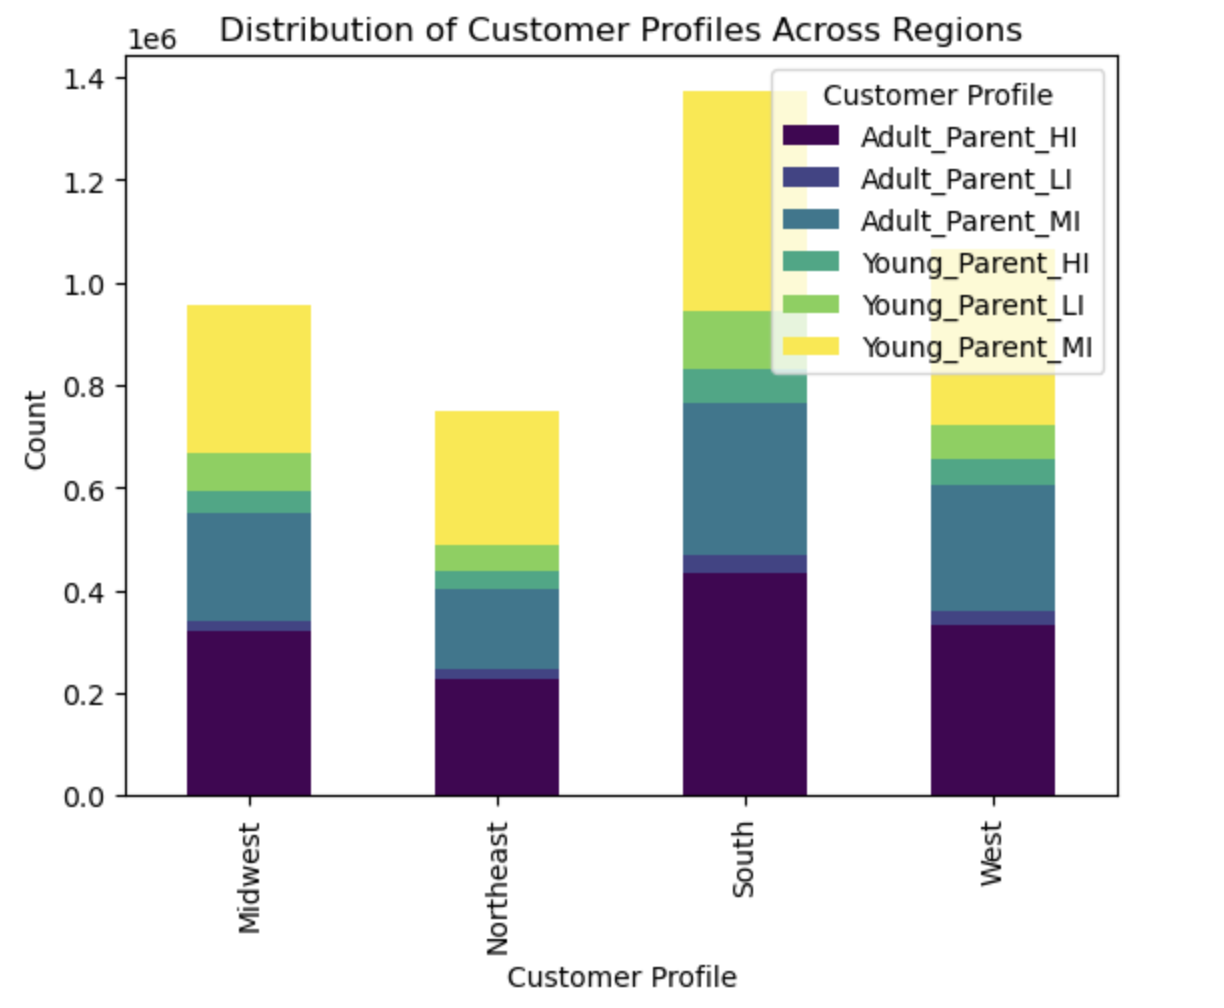 Distribution of Customer Profiles Across Regions
1e6
1.4
1.2
1.0
0.8
0.6
0.4
0.2
0.0
Count
Customer Profile
Adult_Parent_HI
Adult_Parent_LI
Adult_Parent_MI
Young_Parent_HI
Young_Parent_LI
Young_Parent_MI
Midwest
Northeast
South
West
Customer Profile